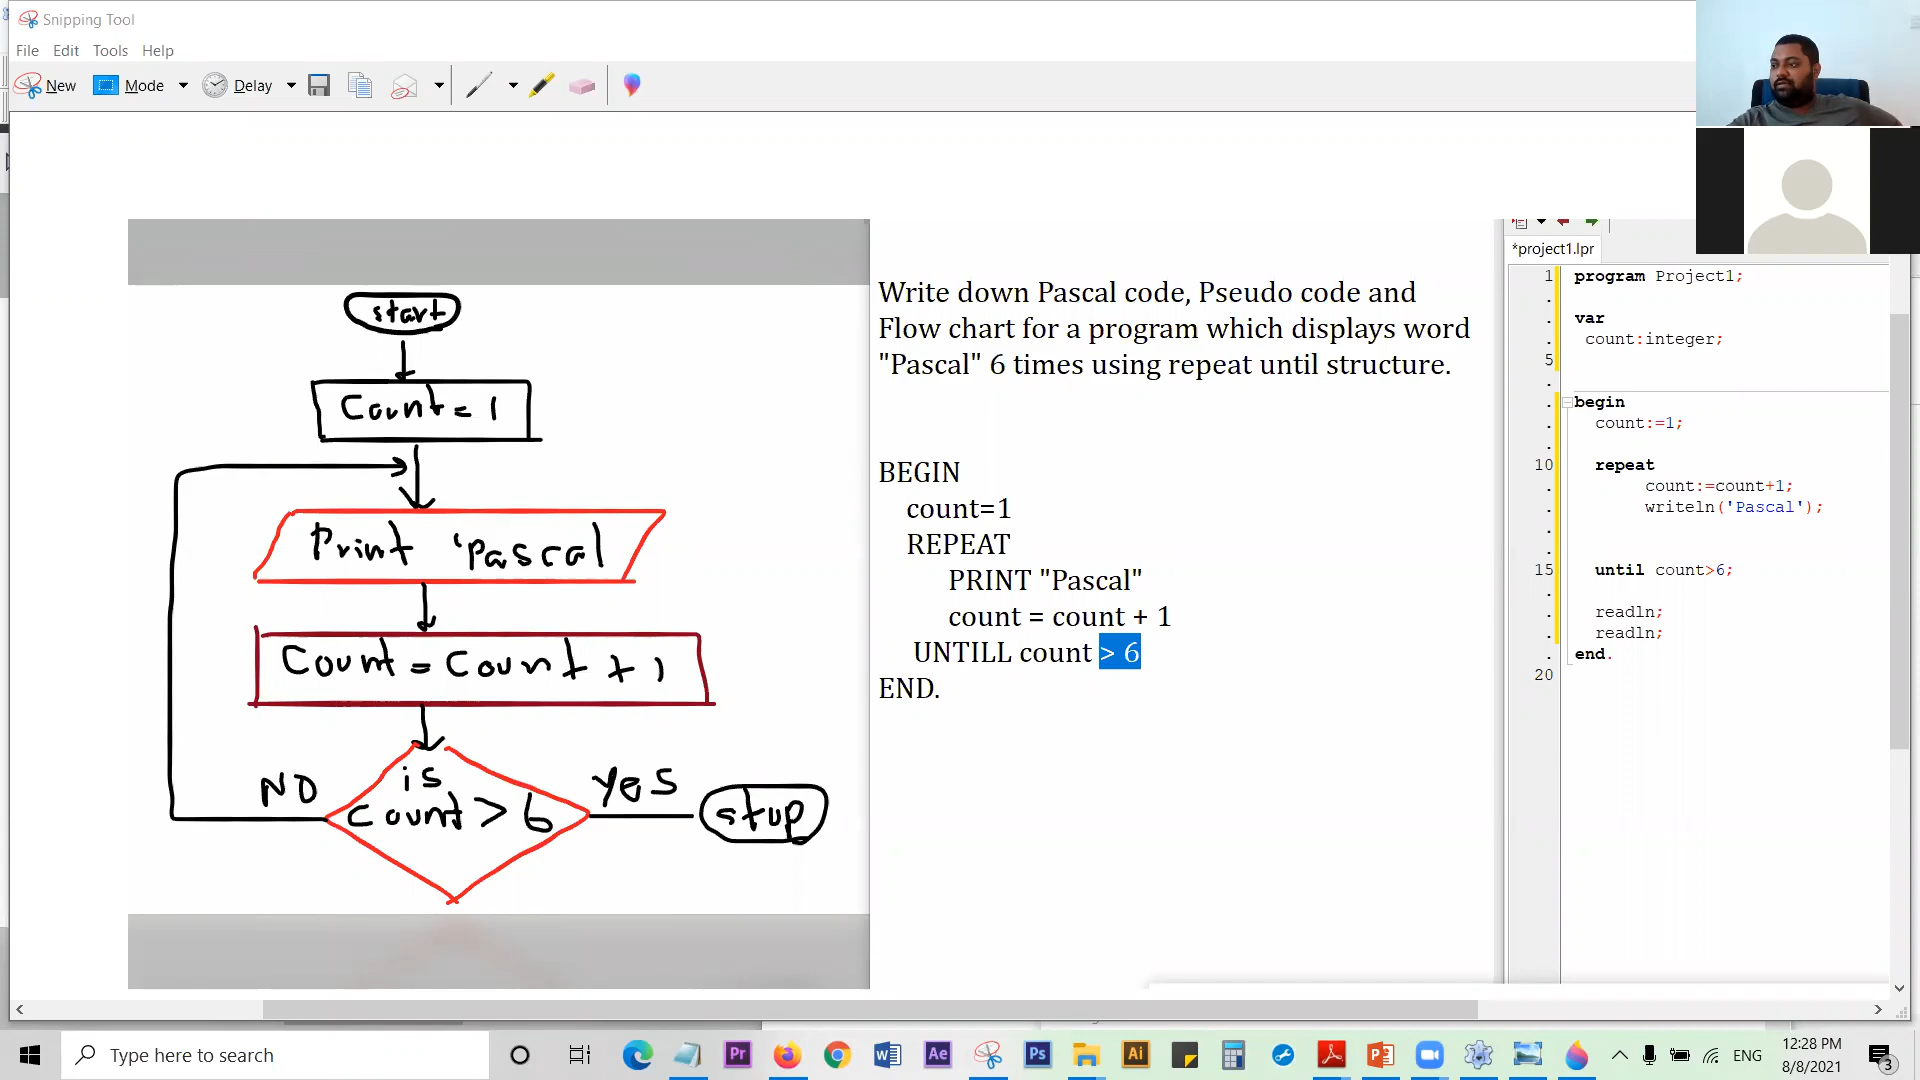 Snipping Tool
File Edit Tools Help
New Mode Delay
start
Count = 1
Print 'Pascal
Count = Count + 1
is
Count > 6
NO
YES
stop
Write down Pascal code, Pseudo code and
Flow chart for a program which displays word
"Pascal" 6 times using repeat until structure.
BEGIN
count=1
REPEAT
PRINT "Pascal"
count = count + 1
UNTILL count > 6
END.
*project1.lpr
1 program Project1;
var
count:integer;
5
begin
count:=1;
10 repeat
count:=count+1;
writeln('Pascal');
15 until count>6;
readln;
readln;
end.
20
Type here to search
Pr
Ae
Ps
Ai
ENG
12:28 PM
8/8/2021
3